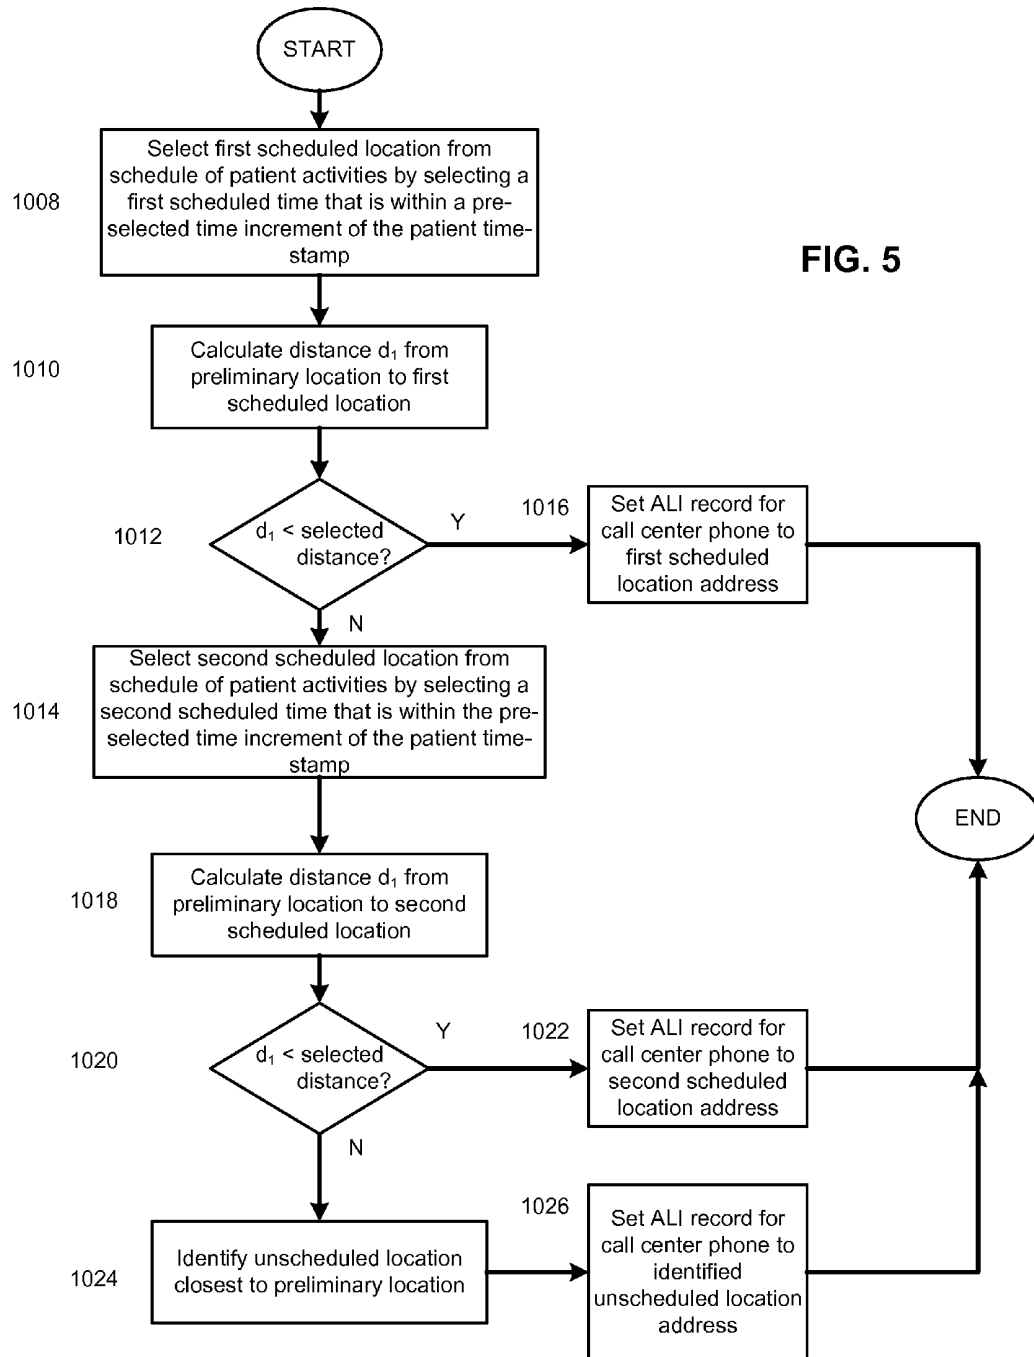 START
1008
Select first scheduled location from
schedule of patient activities by selecting a
first scheduled time that is within a pre-
selected time increment of the patient time-
stamp
FIG. 5
1010
Calculate distance d₁ from
preliminary location to first
scheduled location
1012
d₁ < selected
distance?
Y
N
1016
Set ALI record for
call center phone to
first scheduled
location address
1014
Select second scheduled location from
schedule of patient activities by selecting a
second scheduled time that is within the pre-
selected time increment of the patient time-
stamp
END
1018
Calculate distance d₁ from
preliminary location to second
scheduled location
1020
d₁ < selected
distance?
Y
N
1022
Set ALI record for
call center phone to
second scheduled
location address
1024
Identify unscheduled location
closest to preliminary location
1026
Set ALI record for
call center phone to
identified
unscheduled location
address